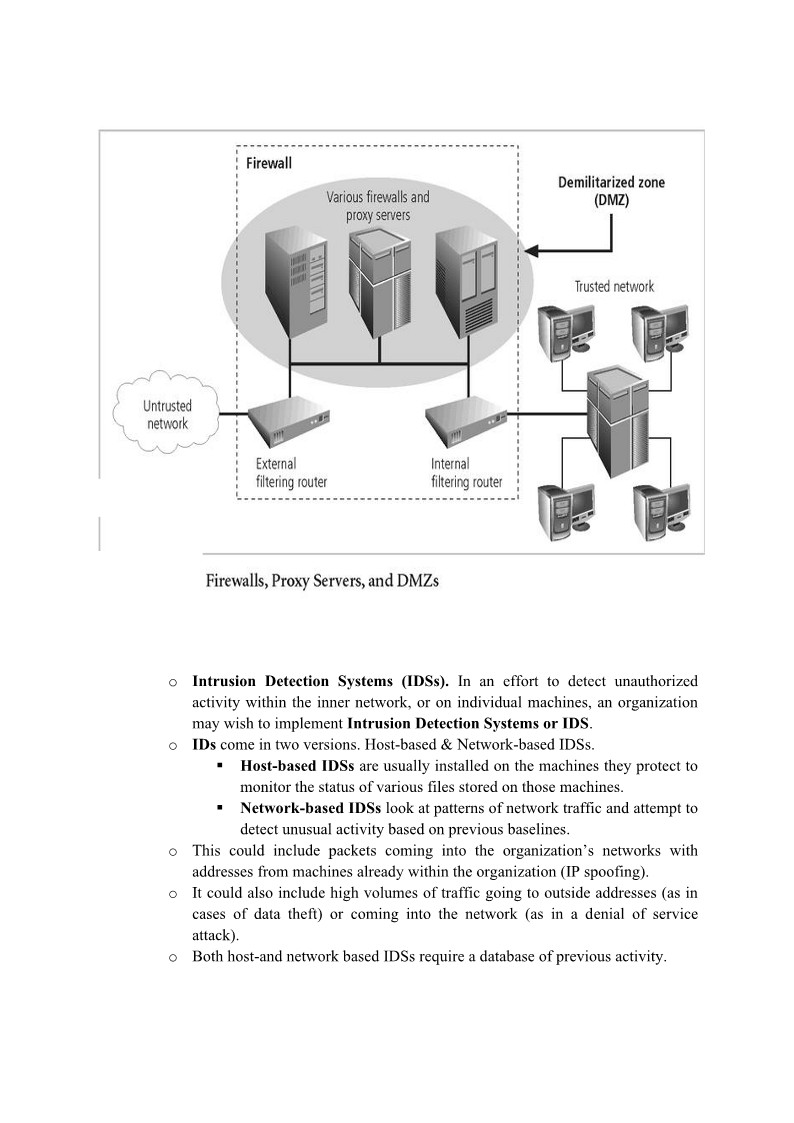 Firewall
Various firewalls and
proxy servers
Demilitarized zone
(DMZ)
Trusted network
Untrusted
network
External
filtering router
Internal
filtering router
Firewalls, Proxy Servers, and DMZs
o Intrusion Detection Systems (IDSs). In an effort to detect unauthorized
activity within the inner network, or on individual machines, an organization
may wish to implement Intrusion Detection Systems or IDS.
o IDs come in two versions. Host-based & Network-based IDSs.
▪ Host-based IDSs are usually installed on the machines they protect to
monitor the status of various files stored on those machines.
▪ Network-based IDSs look at patterns of network traffic and attempt to
detect unusual activity based on previous baselines.
o This could include packets coming into the organization’s networks with
addresses from machines already within the organization (IP spoofing).
o It could also include high volumes of traffic going to outside addresses (as in
cases of data theft) or coming into the network (as in a denial of service
attack).
o Both host-and network based IDSs require a database of previous activity.